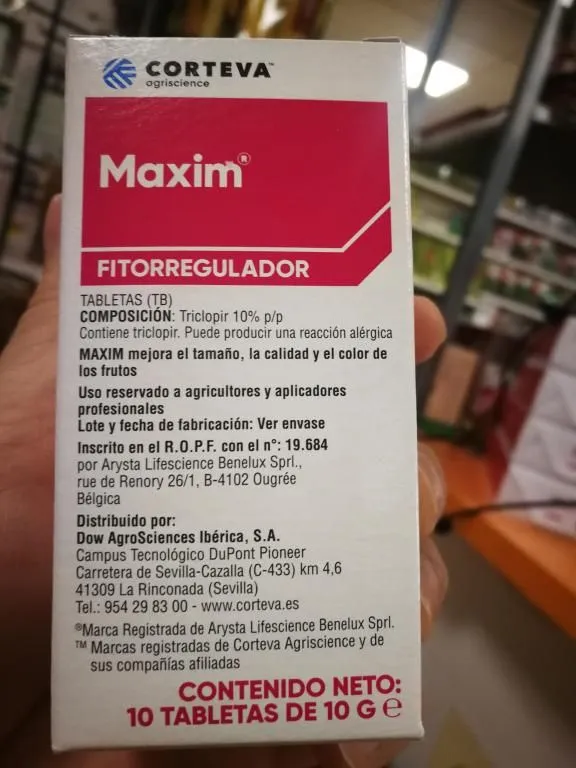 CORTEVA™
agriscience
Maxim®
FITORREGULADOR
TABLETAS (TB)
COMPOSICIÓN: Triclopir 10% p/p
Contiene triclopir. Puede producir una reacción alérgica
MAXIM mejora el tamaño, la calidad y el color de
los frutos
Uso reservado a agricultores y aplicadores
profesionales
Lote y fecha de fabricación: Ver envase
Inscrito en el R.O.P.F. con el n°: 19.684
por Arysta Lifescience Benelux Sprl.,
rue de Renory 26/1, B-4102 Ougrée
Bélgica
Distribuido por:
Dow AgroSciences Ibérica, S.A.
Campus Tecnológico DuPont Pioneer
Carretera de Sevilla-Cazalla (C-433) km 4,6
41309 La Rinconada (Sevilla)
Tel.: 954 29 83 00 - www.corteva.es
®Marca Registrada de Arysta Lifescience Benelux Sprl.
™ Marcas registradas de Corteva Agriscience y de
sus compañías afiliadas
CONTENIDO NETO:
10 TABLETAS DE 10 G e